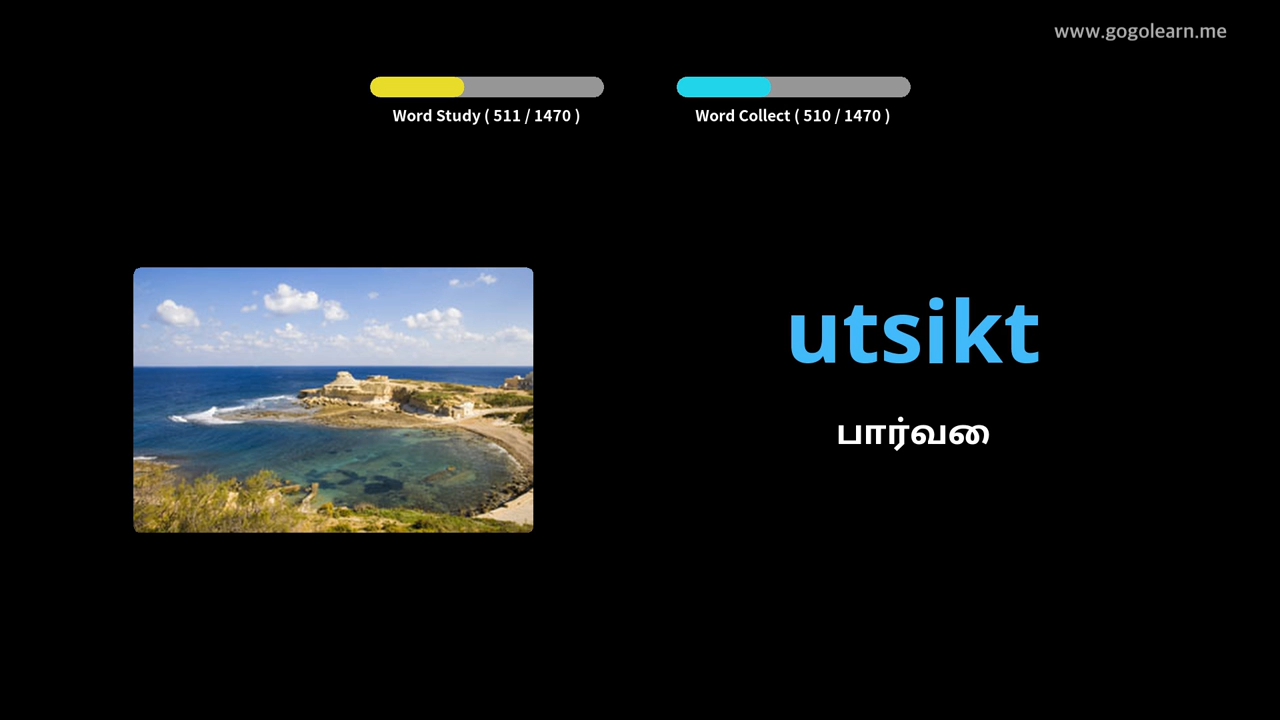 www.gogolearn.me
Word Study ( 511 / 1470 )
Word Collect ( 510 / 1470 )
utsikt
பார்வை